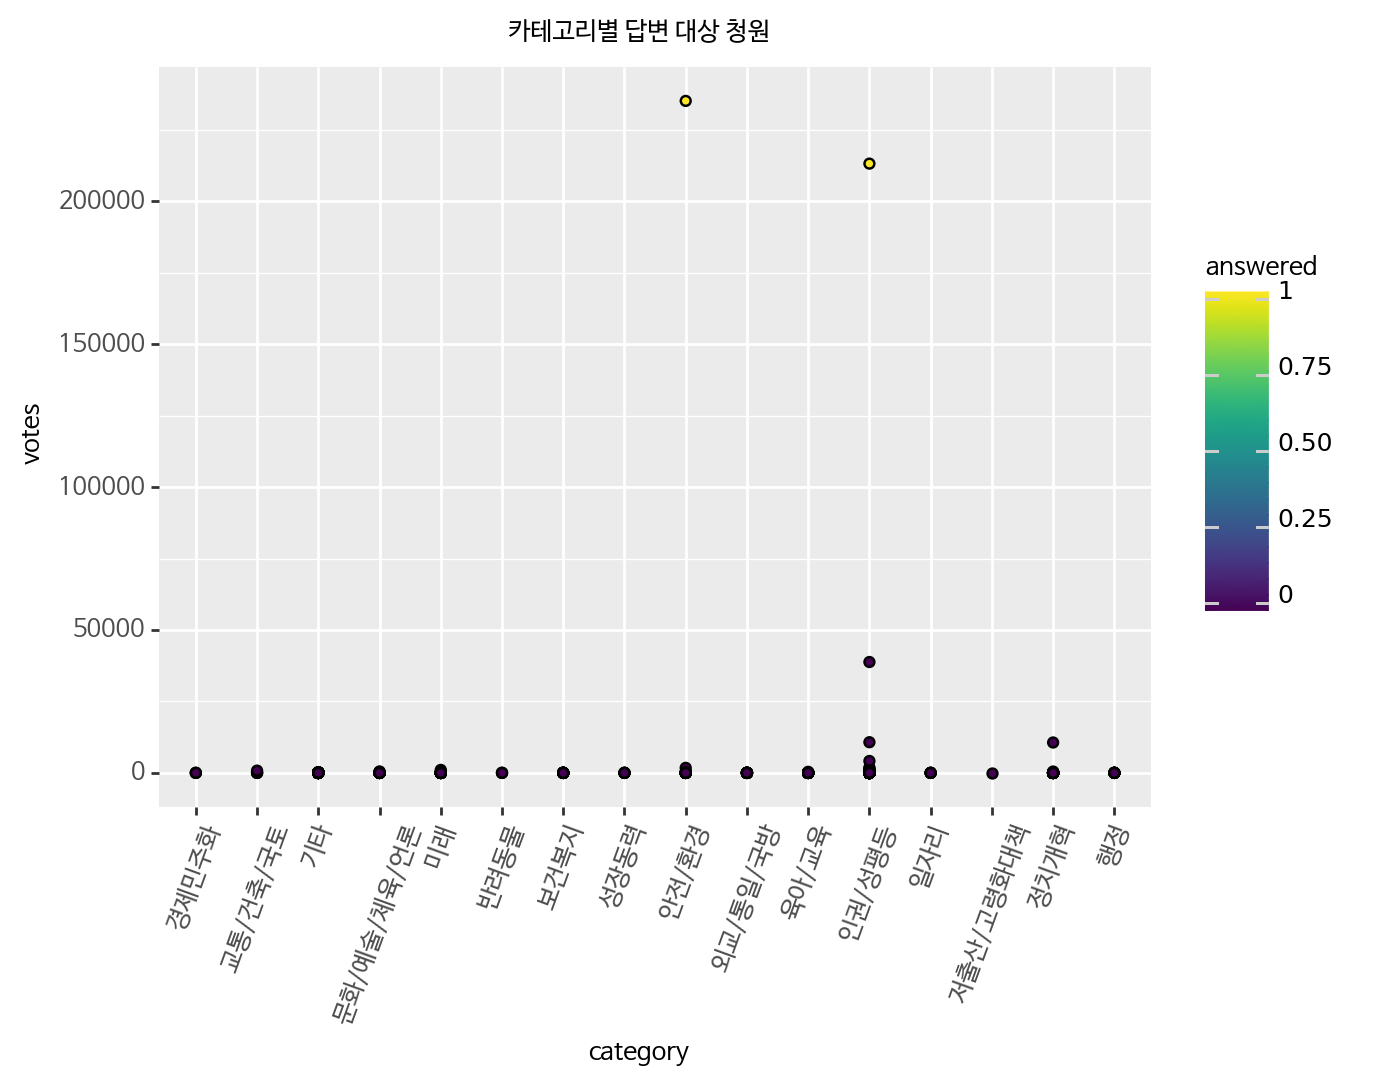 카테고리별 답변 대상 청원
votes
200000
150000
100000
50000
0
경제민주화
교통/건축/국토
기타
문화/예술/체육/언론
미래
반려동물
보건복지
성장동력
안전/환경
외교/통일/국방
육아/교육
인권/성평등
일자리
저출산/고령화대책
정치개혁
행정
category
answered
1
0.75
0.50
0.25
0